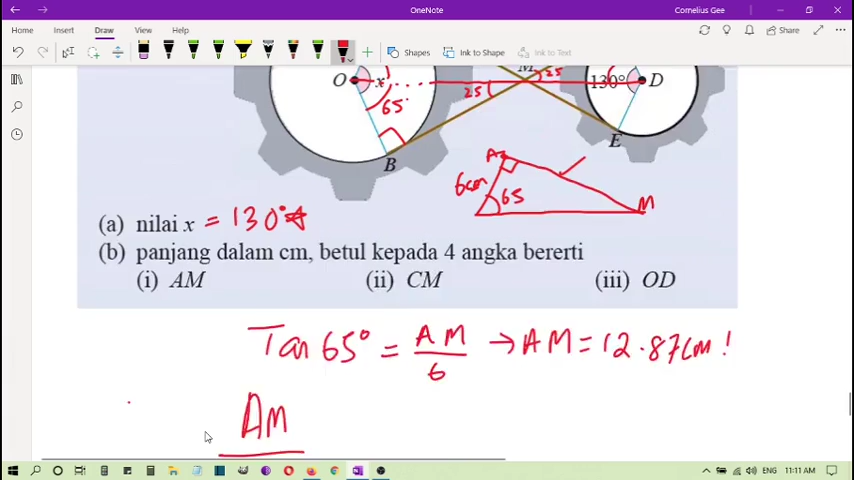 OneNote
Cornelius Gee
Home Insert Draw View Help
Share
Shapes Ink to Shape Ink to Text
O x M 25 130° D
65° 25
B E
A
6cm 65 M
(a) nilai x = 130°
(b) panjang dalam cm, betul kepada 4 angka bererti
(i) AM (ii) CM (iii) OD
Tan 65° = AM/6 → AM = 12.87cm!
AM
ENG 11:11 AM